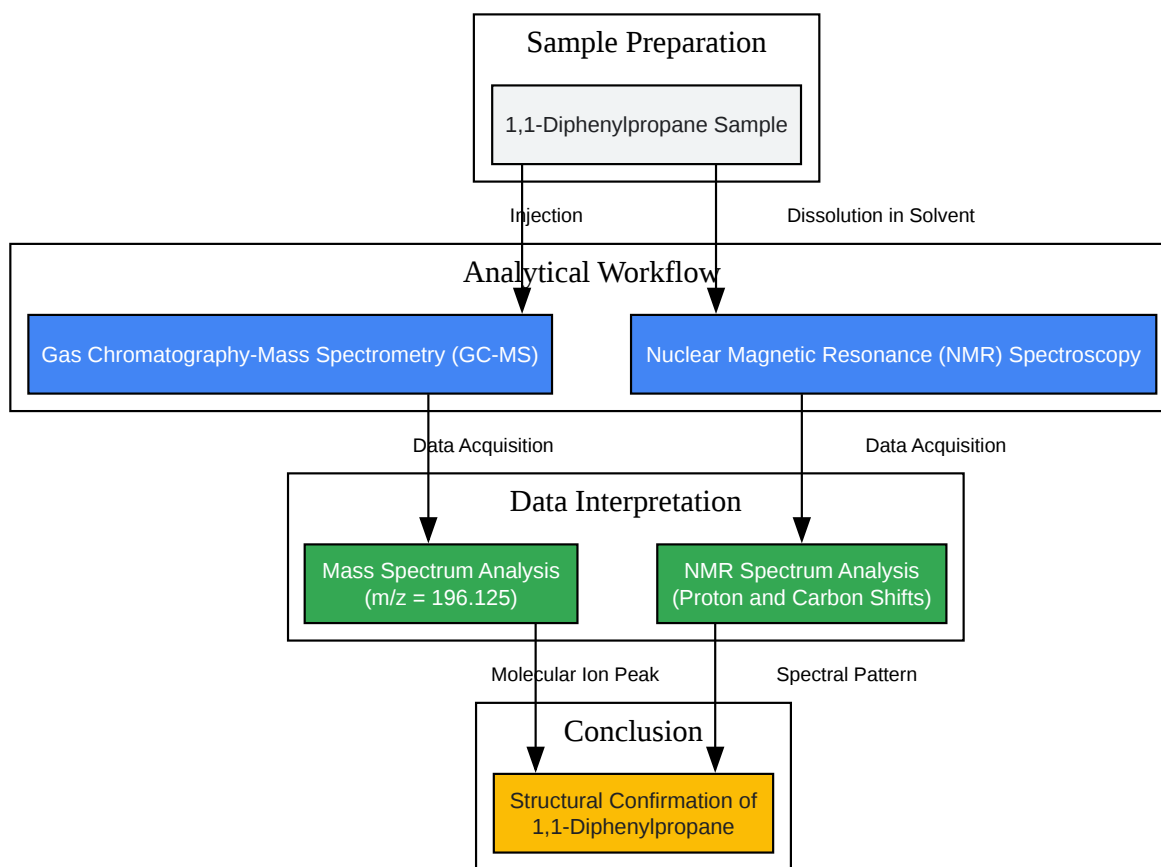 Sample Preparation
1,1-Diphenylpropane Sample
Injection
Dissolution in Solvent
Analytical Workflow
Gas Chromatography-Mass Spectrometry (GC-MS)
Nuclear Magnetic Resonance (NMR) Spectroscopy
Data Acquisition
Data Acquisition
Data Interpretation
Mass Spectrum Analysis
(m/z = 196.125)
NMR Spectrum Analysis
(Proton and Carbon Shifts)
Molecular Ion Peak
Spectral Pattern
Conclusion
Structural Confirmation of
1,1-Diphenylpropane